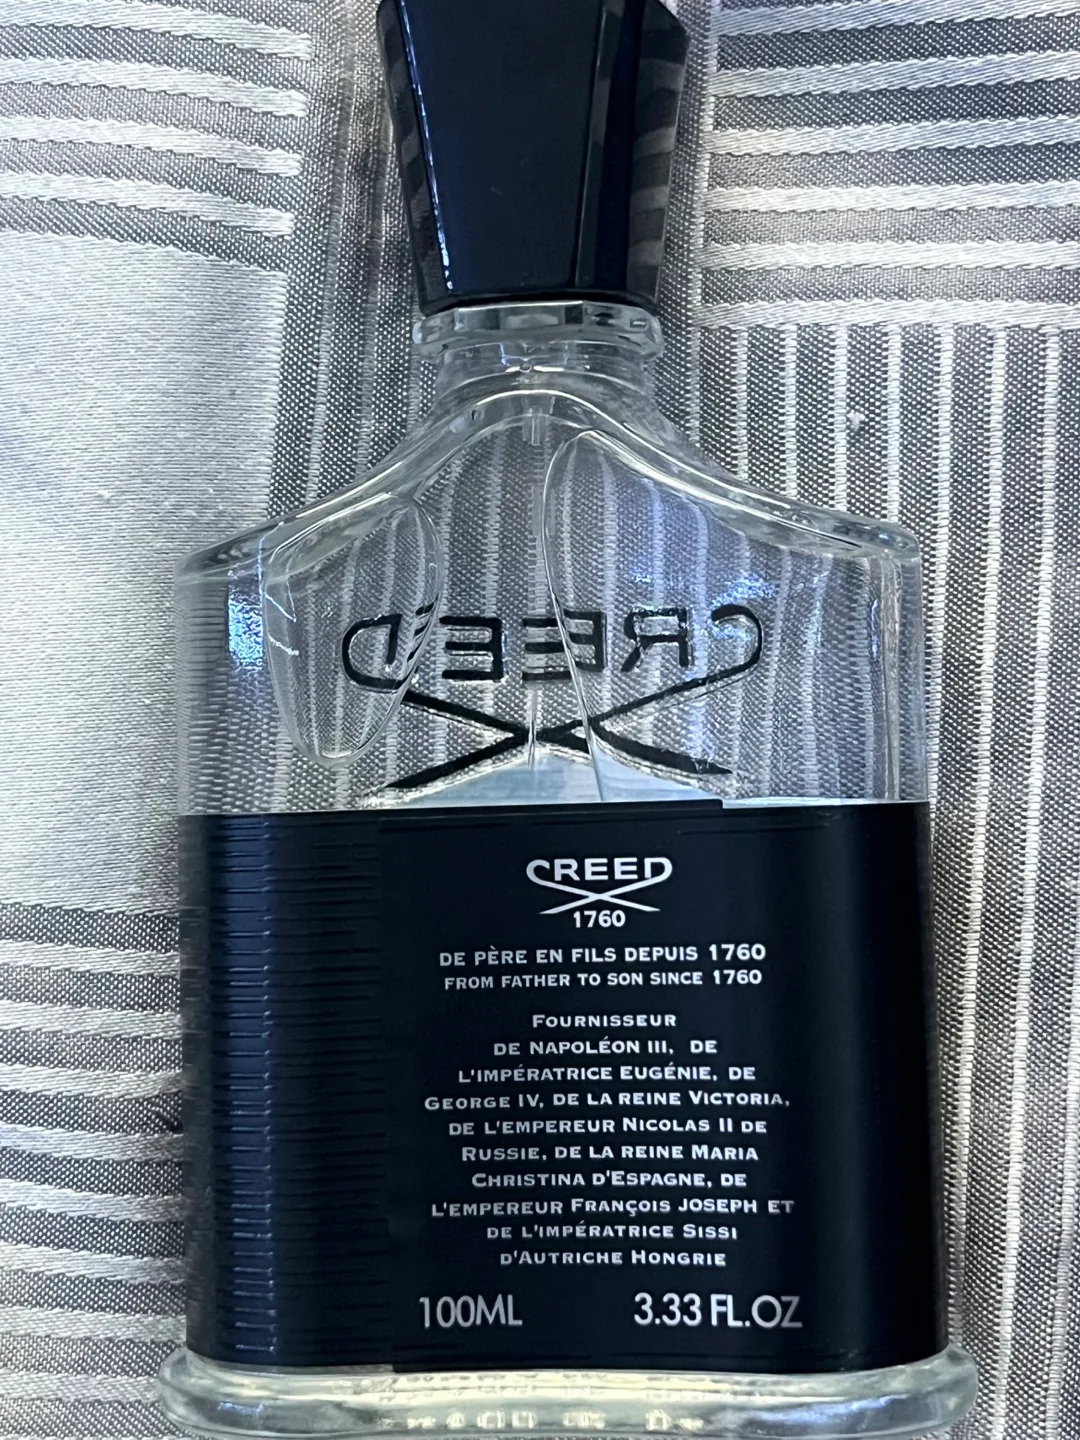 CREED
CREED
1760
DE PÈRE EN FILS DEPUIS 1760
FROM FATHER TO SON SINCE 1760
FOURNISSEUR
DE NAPOLÉON III, DE
L'IMPÉRATRICE EUGÉNIE, DE
GEORGE IV, DE LA REINE VICTORIA,
DE L'EMPEREUR NICOLAS II DE
RUSSIE, DE LA REINE MARIA
CHRISTINA D'ESPAGNE, DE
L'EMPEREUR FRANÇOIS JOSEPH ET
DE L'IMPÉRATRICE SISSI
D'AUTRICHE HONGRIE
100ML 3.33 FL.OZ